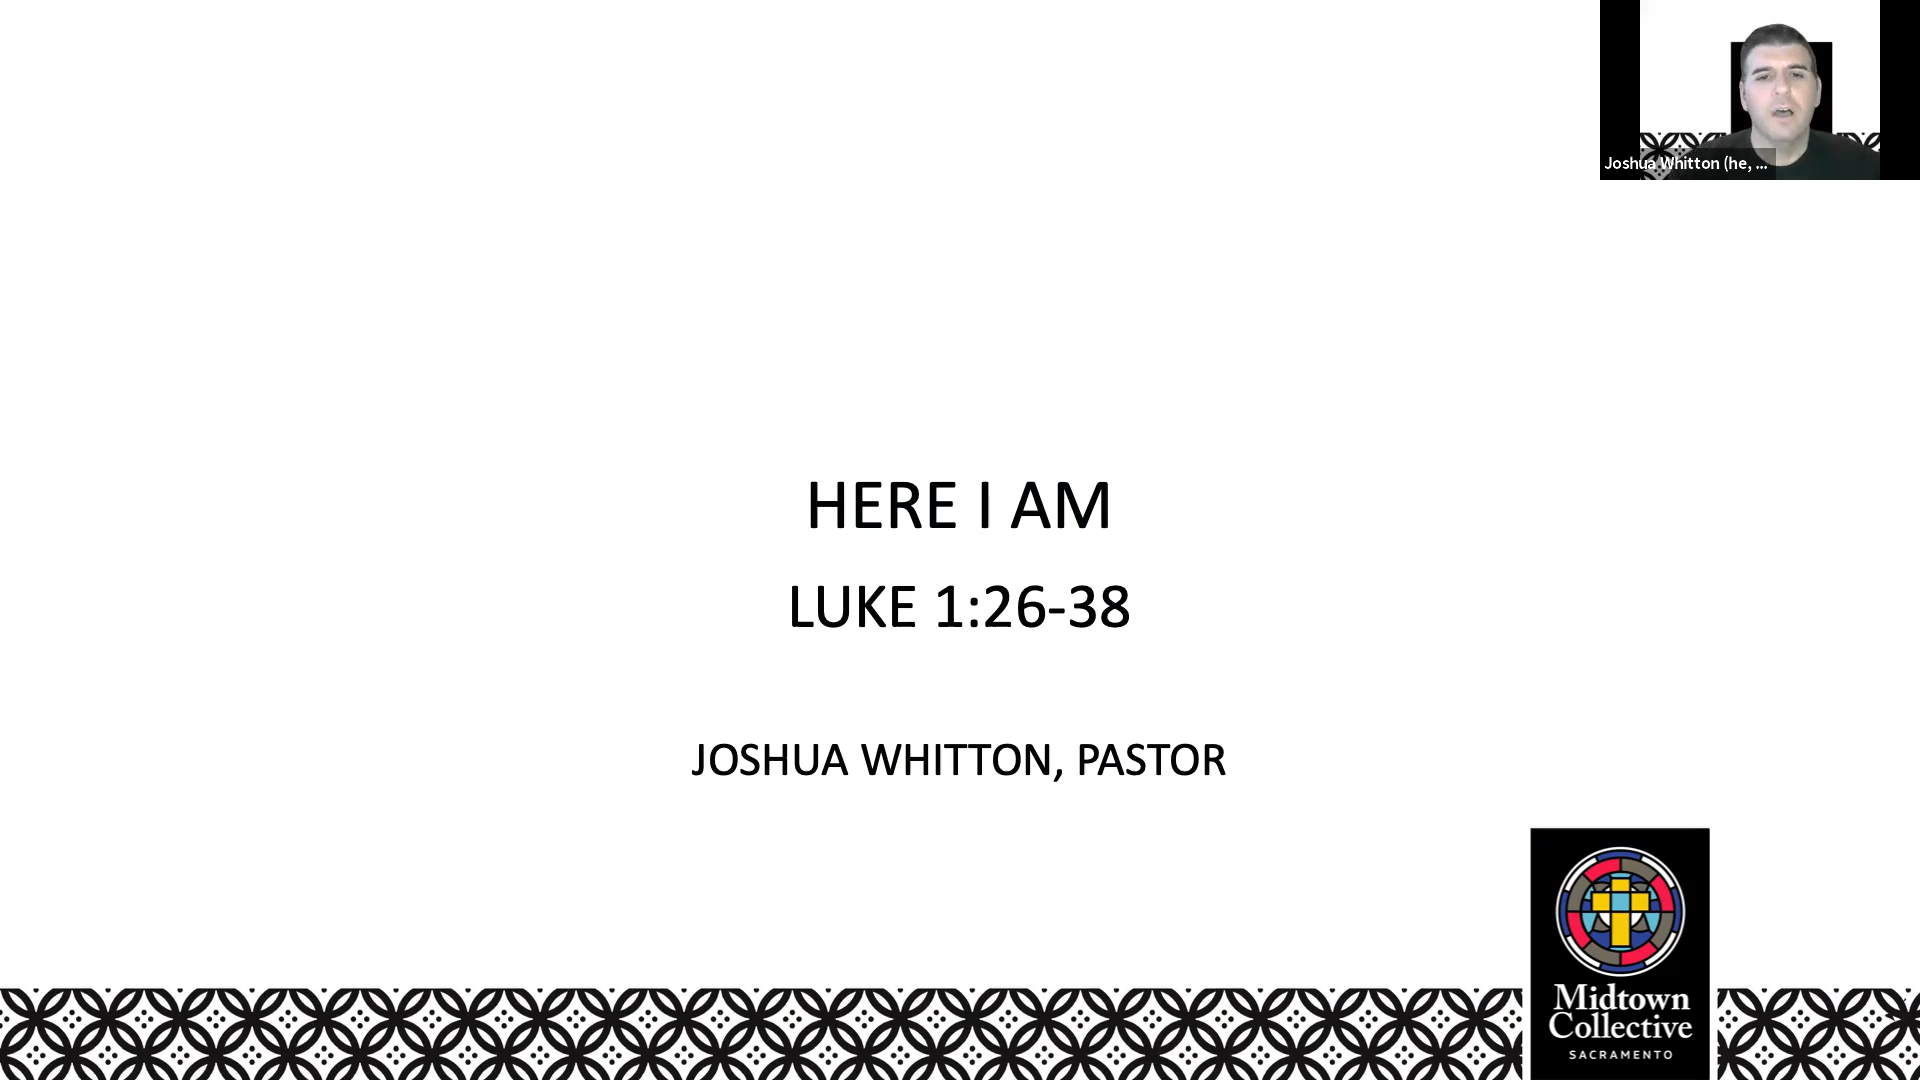 Joshua Whitton (he, ...
HERE I AM
LUKE 1:26-38
JOSHUA WHITTON, PASTOR
Midtown
Collective
SACRAMENTO